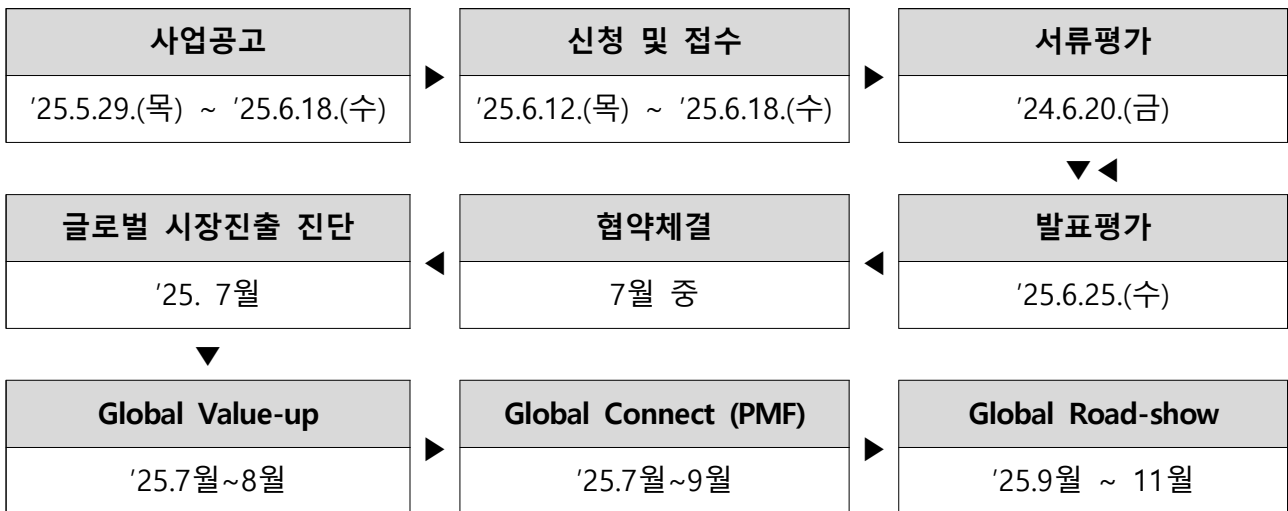 사업공고
'25.5.29.(목) ~ '25.6.18.(수)
▶
신청 및 접수
'25.6.12.(목) ~ '25.6.18.(수)
▶
서류평가
'24.6.20.(금)
▼◀
발표평가
'25.6.25.(수)
◀
협약체결
7월 중
◀
글로벌 시장진출 진단
'25. 7월
▼
Global Value-up
'25.7월~8월
▶
Global Connect (PMF)
'25.7월~9월
▶
Global Road-show
'25.9월 ~ 11월